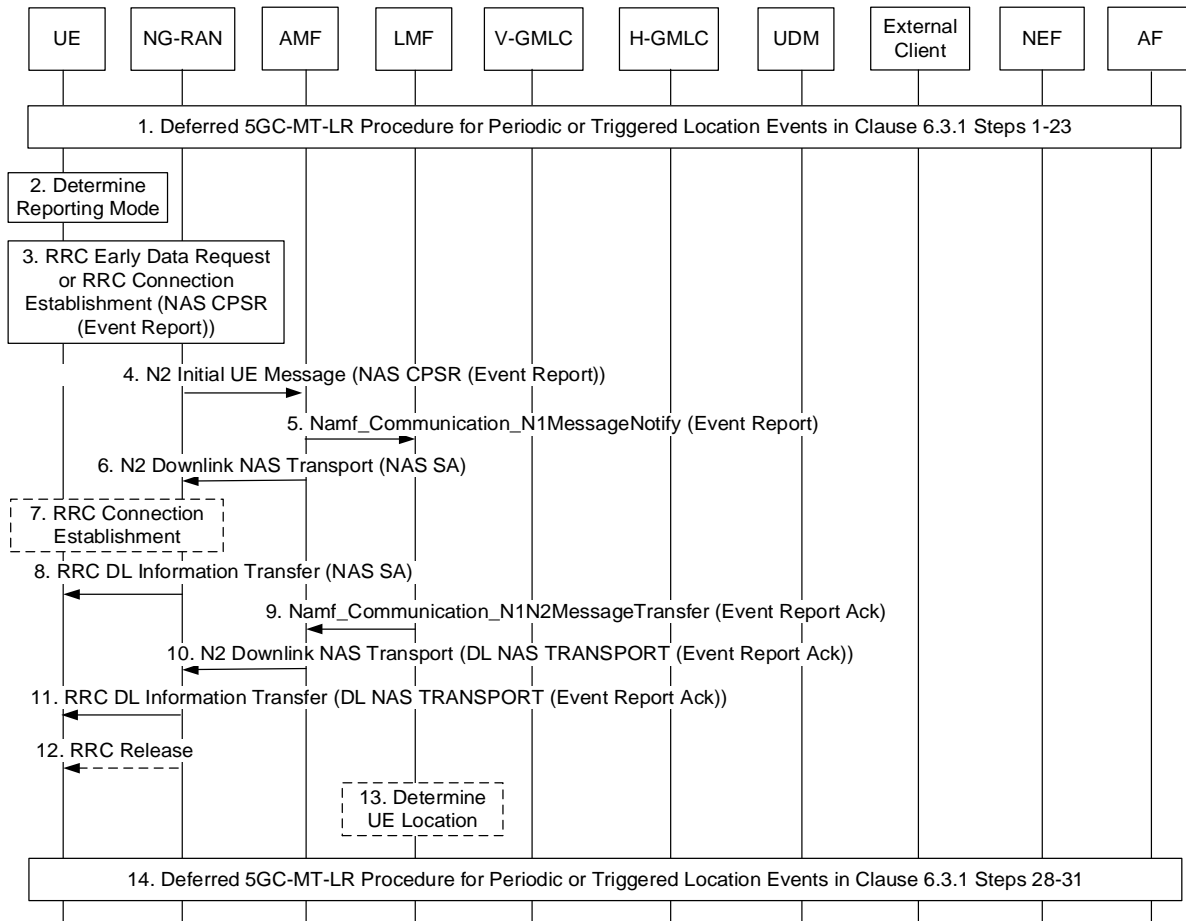 UE
NG-RAN
AMF
LMF
V-GMLC
H-GMLC
UDM
External
Client
NEF
AF
1. Deferred 5GC-MT-LR Procedure for Periodic or Triggered Location Events in Clause 6.3.1 Steps 1-23
2. Determine
Reporting Mode
3. RRC Early Data Request
or RRC Connection
Establishment (NAS CPSR
(Event Report))
4. N2 Initial UE Message (NAS CPSR (Event Report))
5. Namf_Communication_N1MessageNotify (Event Report)
6. N2 Downlink NAS Transport (NAS SA)
7. RRC Connection
Establishment
8. RRC DL Information Transfer (NAS SA)
9. Namf_Communication_N1N2MessageTransfer (Event Report Ack)
10. N2 Downlink NAS Transport (DL NAS TRANSPORT (Event Report Ack))
11. RRC DL Information Transfer (DL NAS TRANSPORT (Event Report Ack))
12. RRC Release
13. Determine
UE Location
14. Deferred 5GC-MT-LR Procedure for Periodic or Triggered Location Events in Clause 6.3.1 Steps 28-31